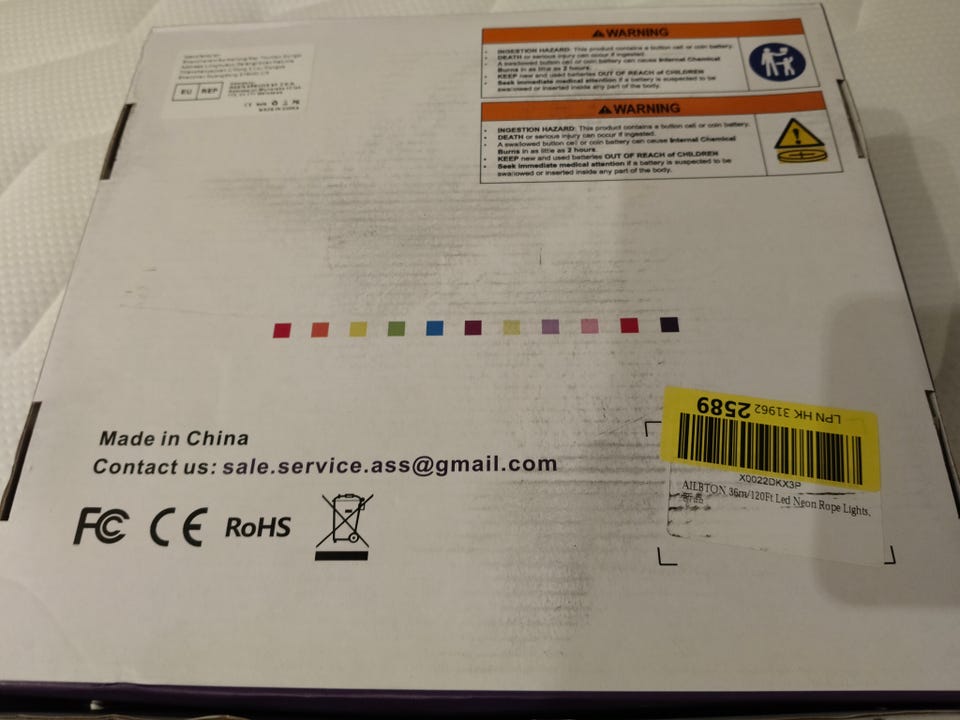 EU REP
MADE IN CHINA
WARNING
INGESTION HAZARD: This product contains a button cell or coin battery.
DEATH or serious injury can occur if ingested.
A swallowed button cell or coin battery can cause Internal Chemical
Burns in as little as 2 hours.
KEEP new and used batteries OUT OF REACH of CHILDREN
Seek immediate medical attention if a battery is suspected to be
swallowed or inserted inside any part of the body.
WARNING
INGESTION HAZARD: This product contains a button cell or coin battery.
DEATH or serious injury can occur if ingested.
A swallowed button cell or coin battery can cause Internal Chemical
Burns in as little as 2 hours.
KEEP new and used batteries OUT OF REACH of CHILDREN
Seek immediate medical attention if a battery is suspected to be
swallowed or inserted inside any part of the body.
Made in China
Contact us: sale.service.ass@gmail.com
FC CE RoHS
LPN HK 31962 2589
X0022DKX3P
AILBTON 36m/120Ft Led Neon Rope Lights,
新品